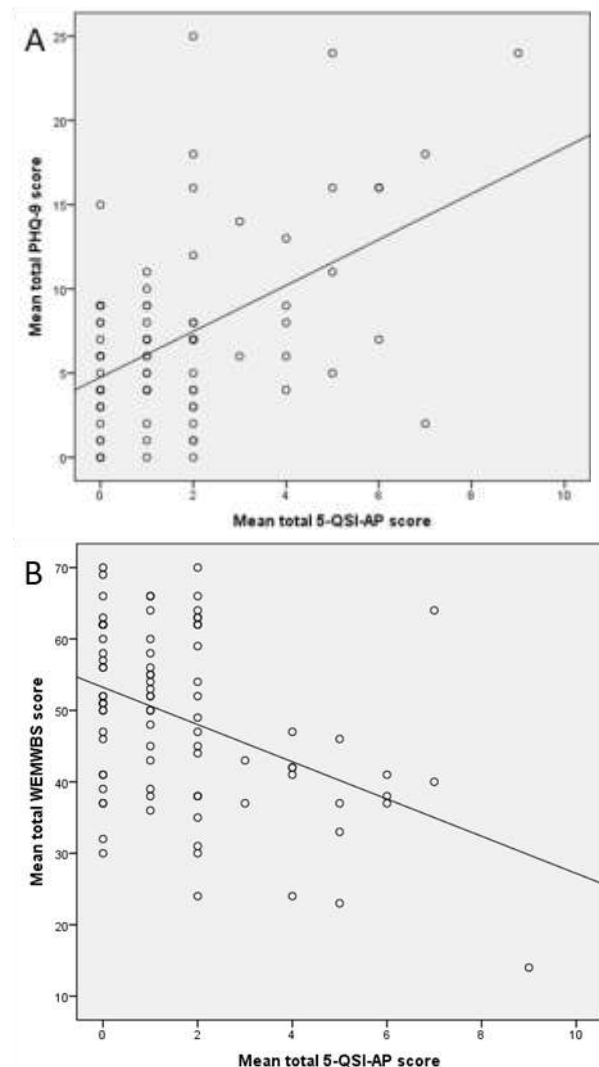 A
Mean total PHQ-9 score
25
20
15
10
5
0
0 2 4 6 8 10
Mean total 5-QSI-AP score
B
Mean total WEMWBS score
70
60
50
40
30
20
10
0 2 4 6 8 10
Mean total 5-QSI-AP score